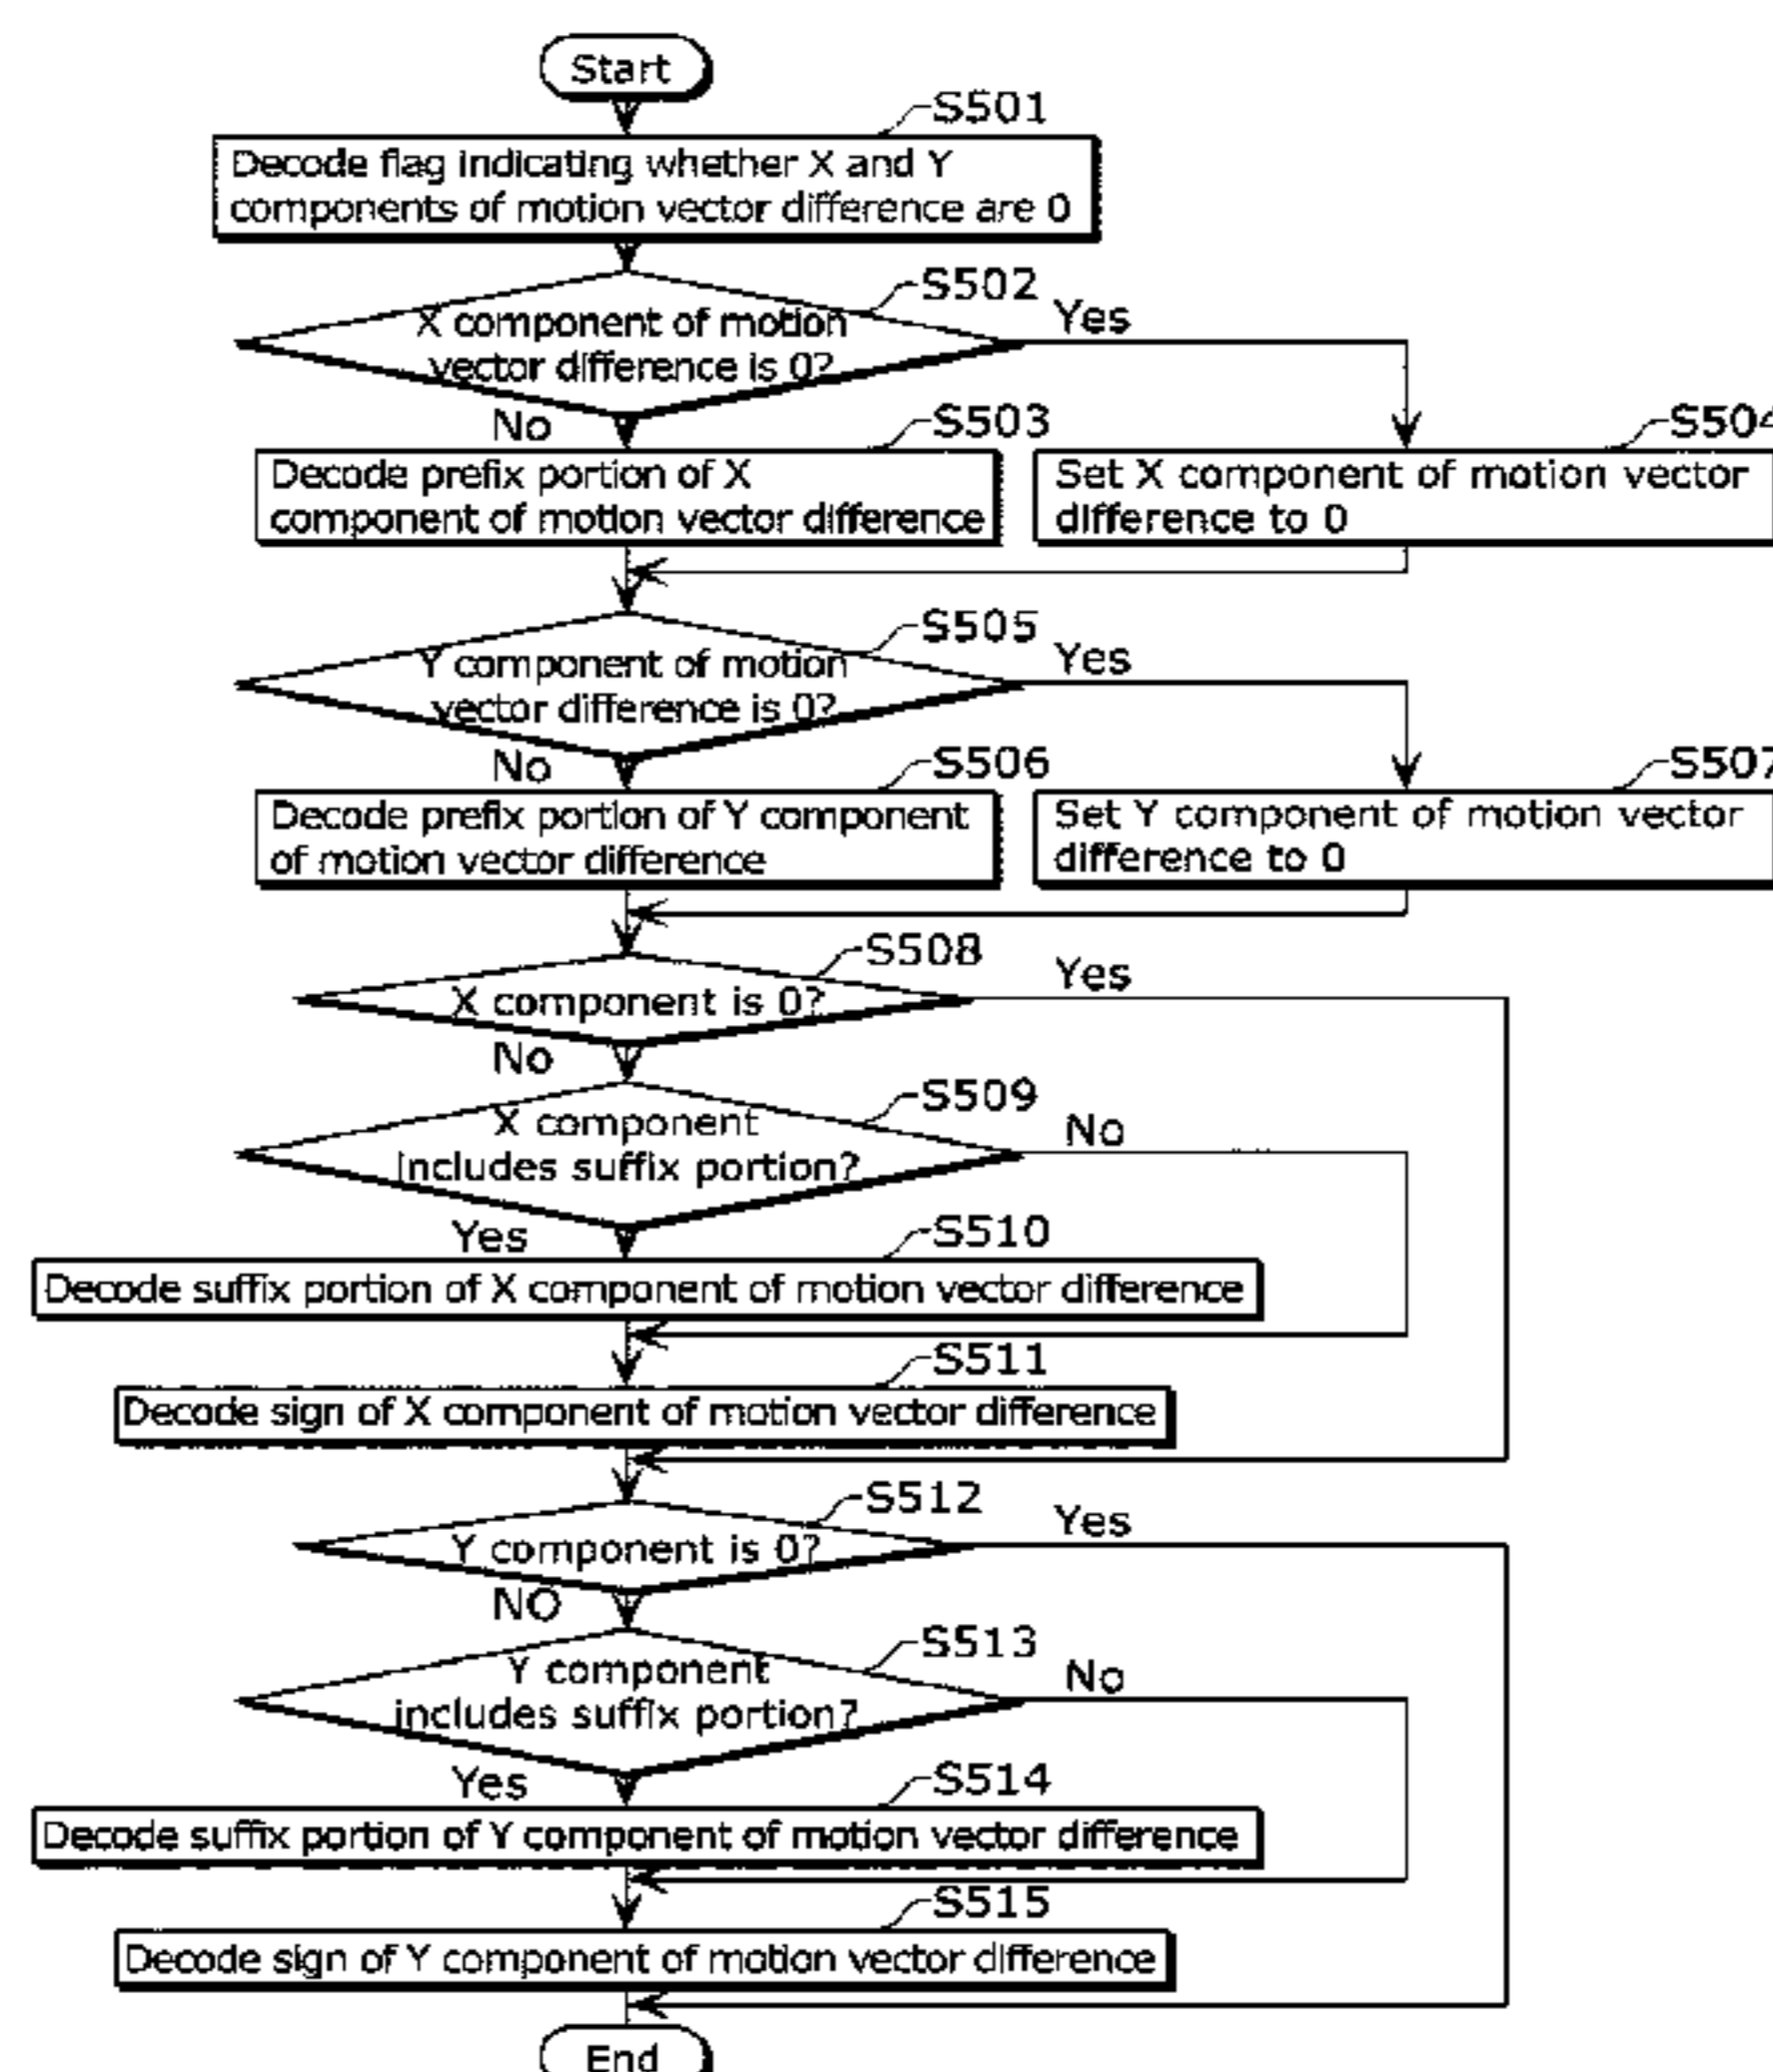 Start
S501
Decode flag indicating whether X and Y
components of motion vector difference are 0
S502
X component of motion
vector difference is 0?
Yes
No
S503
Decode prefix portion of X
component of motion vector difference
S504
Set X component of motion vector
difference to 0
S505
Y component of motion
vector difference is 0?
Yes
No
S506
Decode prefix portion of Y component
of motion vector difference
S507
Set Y component of motion vector
difference to 0
S508
X component is 0?
Yes
No
S509
X component
includes suffix portion?
No
Yes
S510
Decode suffix portion of X component of motion vector difference
S511
Decode sign of X component of motion vector difference
S512
Y component is 0?
Yes
NO
S513
Y component
includes suffix portion?
No
Yes
S514
Decode suffix portion of Y component of motion vector difference
S515
Decode sign of Y component of motion vector difference
End